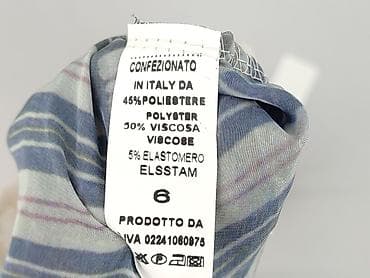 CONFEZIONATO
IN ITALY DA
45%POLIESTERE
POLYSTER
50% VISCOSA
VISCOSE
5% ELASTOMERO
ELSSTAM
6
PRODOTTO DA
IVA 02241060975